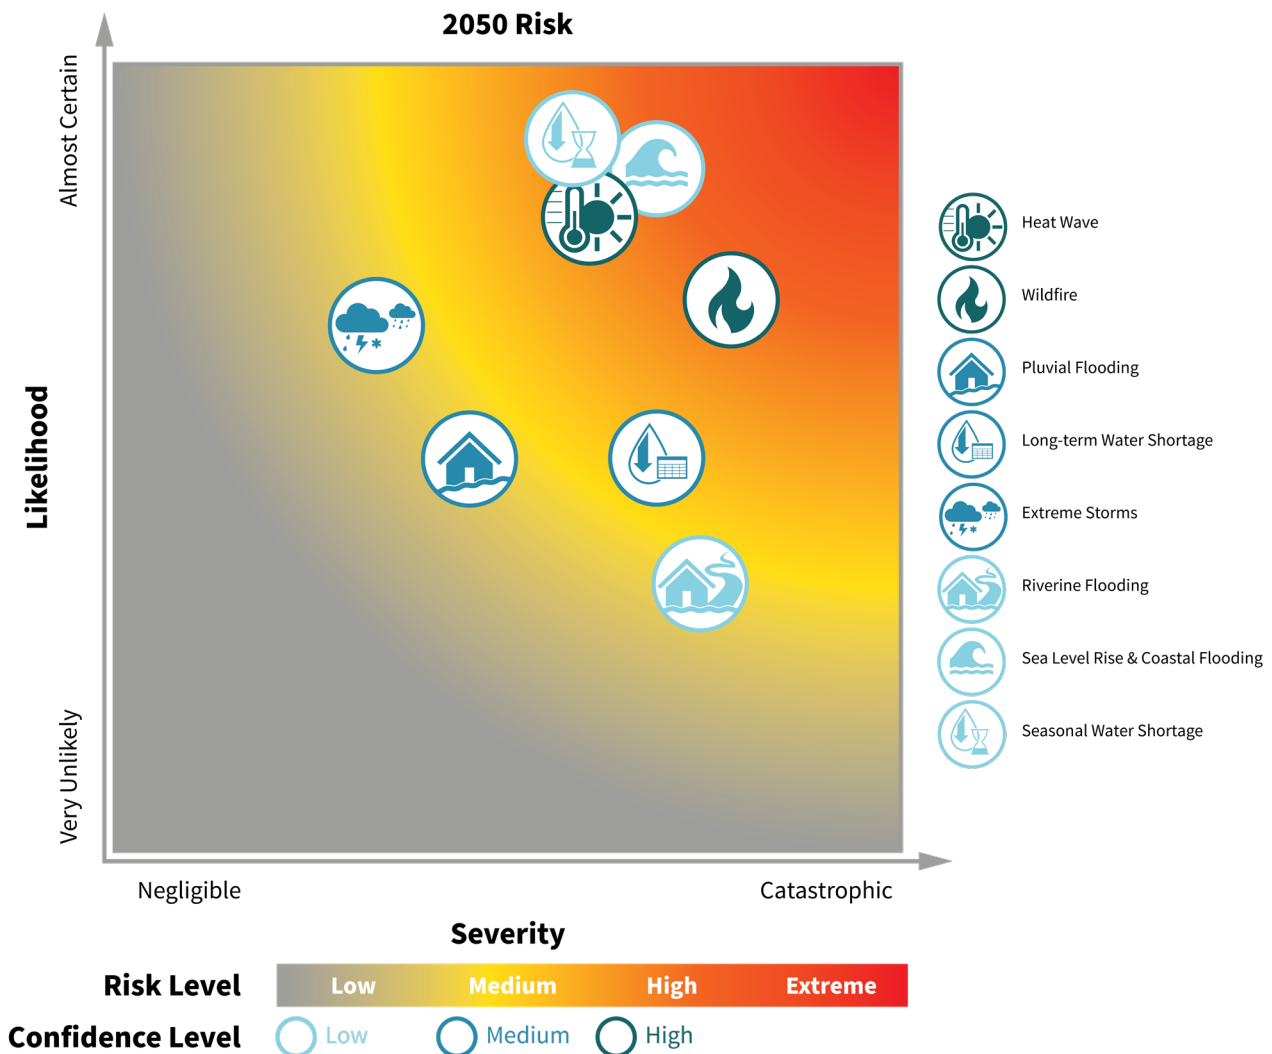 2050 Risk
Almost Certain
Likelihood
Very Unlikely
Negligible
Catastrophic
Severity
Heat Wave
Wildfire
Pluvial Flooding
Long-term Water Shortage
Extreme Storms
Riverine Flooding
Sea Level Rise & Coastal Flooding
Seasonal Water Shortage
Risk Level Low Medium High Extreme
Confidence Level Low Medium High